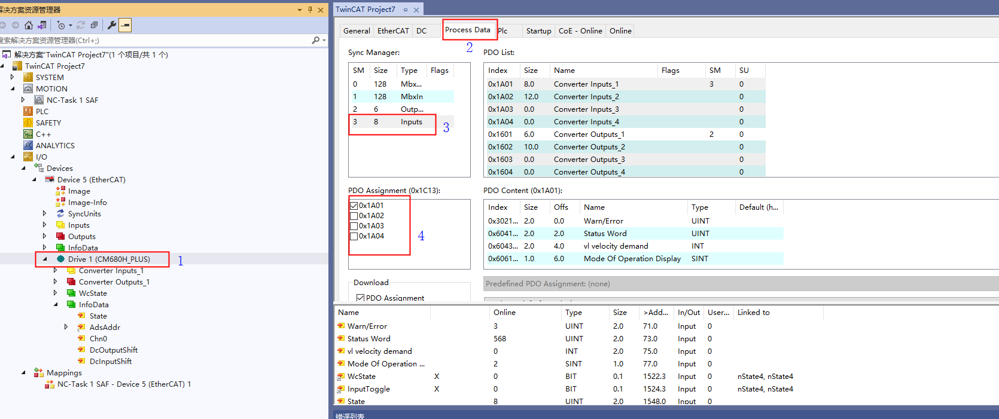 解决方案资源管理器
搜索解决方案资源管理器(Ctrl+;)
解决方案"TwinCAT Project7"(1 个项目/共 1 个)
TwinCAT Project7
SYSTEM
MOTION
NC-Task 1 SAF
PLC
SAFETY
C++
ANALYTICS
I/O
Devices
Device 5 (EtherCAT)
Image
Image-Info
SyncUnits
Inputs
Outputs
InfoData
Drive 1 (CM680H_PLUS) 1
Converter Inputs_1
Converter Outputs_1
WcState
InfoData
State
AdsAddr
Chn0
DcOutputShift
DcInputShift
Mappings
NC-Task 1 SAF - Device 5 (EtherCAT) 1
TwinCAT Project7
General EtherCAT DC Process Data Plc Startup CoE - Online Online
2
Sync Manager:
SM Size Type Flags
0 128 Mbx...
1 128 MbxIn
2 6 Outp...
3 8 Inputs
3
PDO List:
Index Size Name Flags SM SU
0x1A01 8.0 Converter Inputs_1 3 0
0x1A02 12.0 Converter Inputs_2 0
0x1A03 0.0 Converter Inputs_3 0
0x1A04 0.0 Converter Inputs_4 0
0x1601 6.0 Converter Outputs_1 2 0
0x1602 10.0 Converter Outputs_2 0
0x1603 0.0 Converter Outputs_3 0
0x1604 0.0 Converter Outputs_4 0
PDO Assignment (0x1C13):
0x1A01
0x1A02
0x1A03
0x1A04
4
PDO Content (0x1A01):
Index Size Offs Name Type Default (h...
0x3021... 2.0 0.0 Warn/Error UINT
0x6041... 2.0 2.0 Status Word UINT
0x6043... 2.0 4.0 vl velocity demand INT
0x6061... 1.0 6.0 Mode Of Operation Display SINT
Download
PDO Assignment
Predefined PDO Assignment: (none)
Name Online Type Size >Add... In/Out User... Linked to
Warn/Error 3 UINT 2.0 71.0 Input 0
Status Word 568 UINT 2.0 73.0 Input 0
vl velocity demand 0 INT 2.0 75.0 Input 0
Mode Of Operation ... 2 SINT 1.0 77.0 Input 0
WcState X 0 BIT 0.1 1522.3 Input 0 nState4, nState4
InputToggle X 0 BIT 0.1 1524.3 Input 0 nState4, nState4
State 8 UINT 2.0 1548.0 Input 0
错误列表